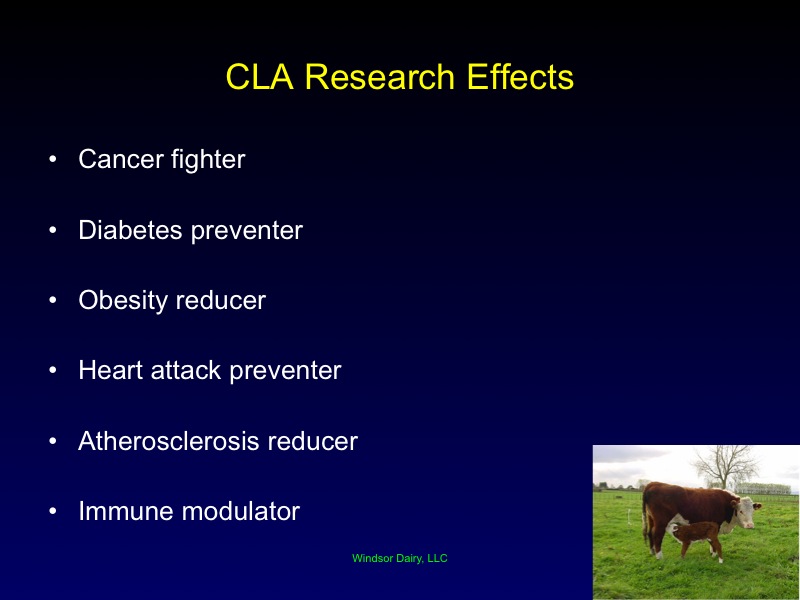 CLA Research Effects
• Cancer fighter
• Diabetes preventer
• Obesity reducer
• Heart attack preventer
• Atherosclerosis reducer
• Immune modulator
Windsor Dairy, LLC